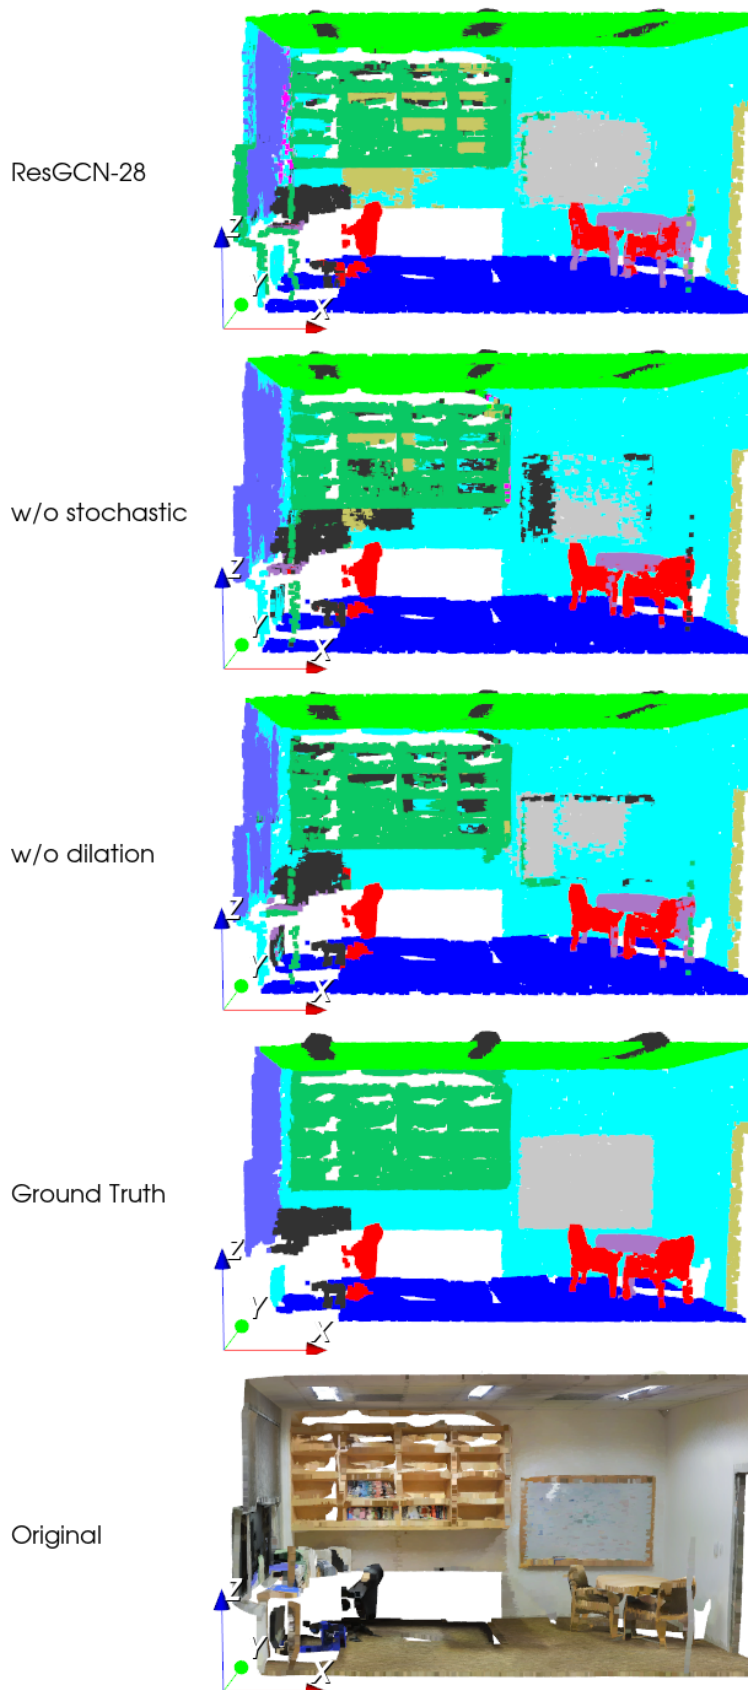 ResGCN-28
Z
Y
X
w/o stochastic
Z
Y
X
w/o dilation
Z
Y
X
Ground Truth
Z
Y
X
Original
Z
Y
X